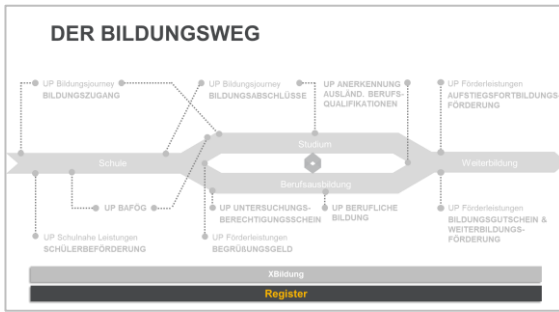 DER BILDUNGSWEG
UP Bildungsjourney
BILDUNGSZUGANG
UP Bildungsjourney
BILDUNGSABSCHLÜSSE
UP ANERKENNUNG
AUSLÄND. BERUFS-
QUALIFIKATIONEN
UP Förderleistungen
AUFSTIEGSFORTBILDUNGS
FÖRDERUNG
Studium
Schule
Weiterbildung
Berufsausbildung
UP BAFÖG
UP UNTERSUCHUNGS-
BERECHTIGUNGSSCHEIN
UP BERUFLICHE
BILDUNG
UP Förderleistungen
BILDUNGSGUTSCHEIN &
WEITERBILDUNGS-
FÖRDERUNG
UP Schulnahe Leistungen
SCHÜLERBEFÖRDERUNG
UP Förderleistungen
BEGRÜßUNGSGELD
XBildung
Register